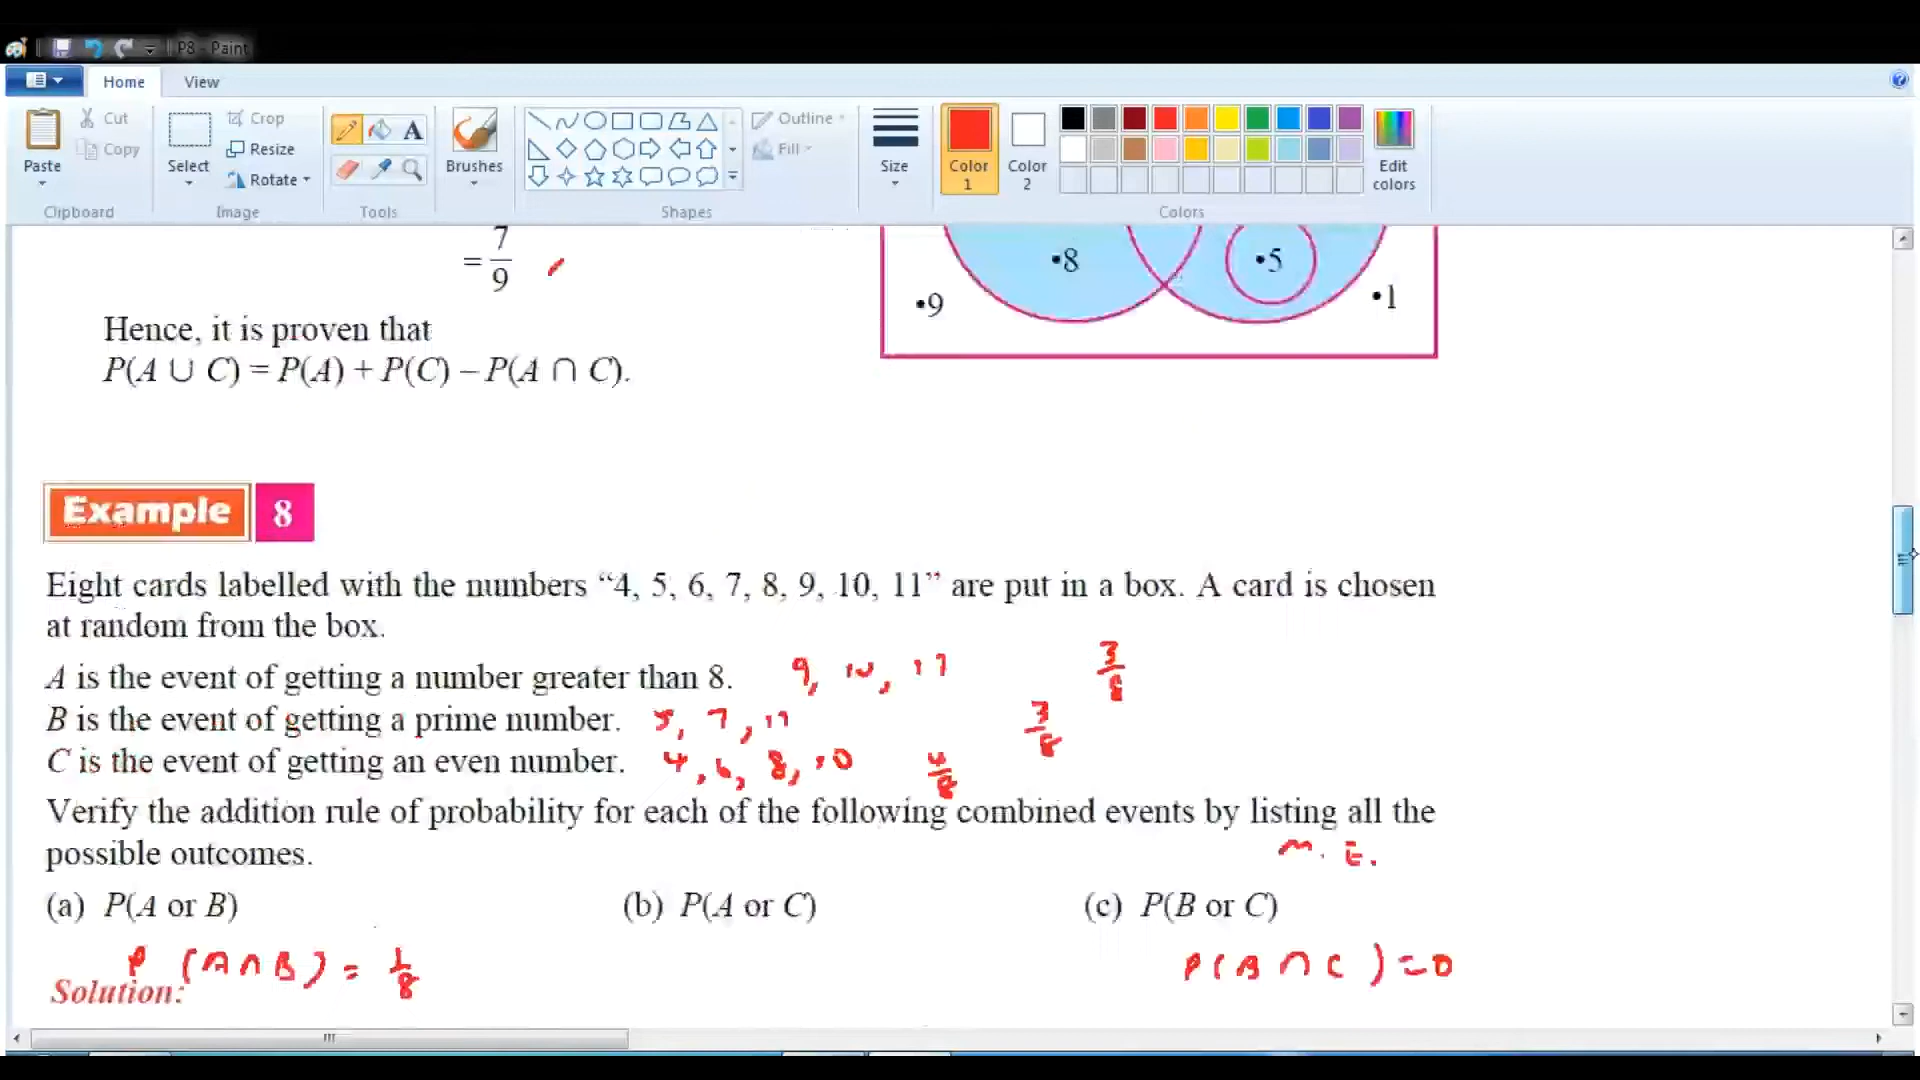 P8 - Paint
Home View
Paste Cut Copy Clipboard
Select Crop Resize Rotate Image
A Tools
Brushes
Outline Fill Shapes
Size
Color 1 Color 2 Edit colors Colors
= 7/9
•8 •5
•9 •1
Hence, it is proven that
P(A ∪ C) = P(A) + P(C) – P(A ∩ C).
Example 8
Eight cards labelled with the numbers “4, 5, 6, 7, 8, 9, 10, 11” are put in a box. A card is chosen
at random from the box.
A is the event of getting a number greater than 8. 9, 10, 11 3/8
B is the event of getting a prime number. 5, 7, 11 3/8
C is the event of getting an even number. 4, 6, 8, 10 4/8
Verify the addition rule of probability for each of the following combined events by listing all the
possible outcomes.
M. E.
(a) P(A or B) (b) P(A or C) (c) P(B or C)
P (A ∩ B) = 1/8 P(B ∩ C) = 0
Solution: